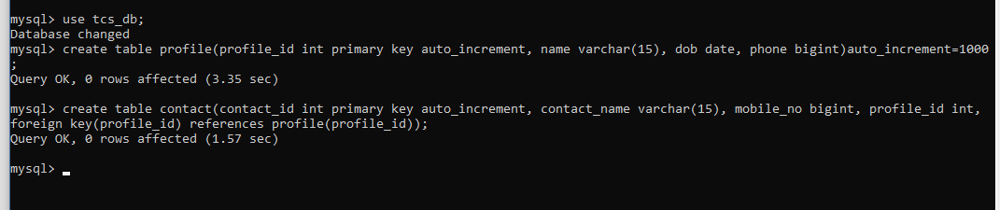 mysql> use tcs_db;
Database changed
mysql> create table profile(profile_id int primary key auto_increment, name varchar(15), dob date, phone bigint)auto_increment=1000
;
Query OK, 0 rows affected (3.35 sec)
mysql> create table contact(contact_id int primary key auto_increment, contact_name varchar(15), mobile_no bigint, profile_id int,
foreign key(profile_id) references profile(profile_id));
Query OK, 0 rows affected (1.57 sec)
mysql>